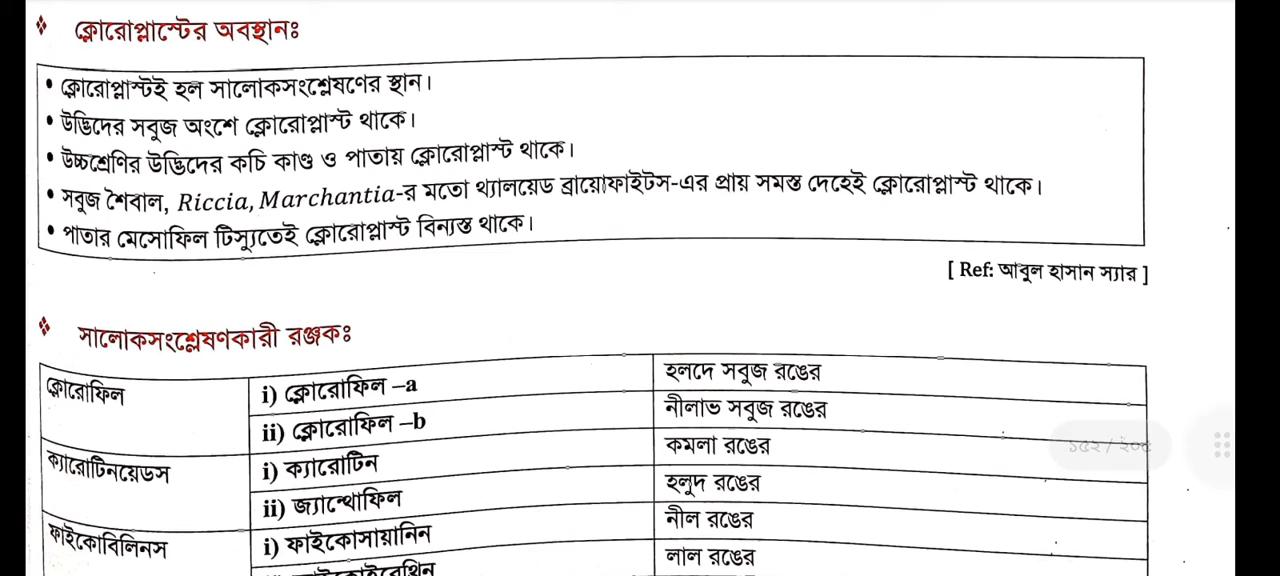 ❖ ক্লোরোপ্লাস্টের অবস্থানঃ
• ক্লোরোপ্লাস্টই হল সালোকসংশ্লেষণের স্থান।
• উদ্ভিদের সবুজ অংশে ক্লোরোপ্লাস্ট থাকে।
• উচ্চশ্রেণির উদ্ভিদের কচি কাণ্ড ও পাতায় ক্লোরোপ্লাস্ট থাকে।
• সবুজ শৈবাল, Riccia, Marchantia-র মতো থ্যালয়েড ব্রায়োফাইটস-এর প্রায় সমস্ত দেহেই ক্লোরোপ্লাস্ট থাকে।
• পাতার মেসোফিল টিস্যুতেই ক্লোরোপ্লাস্ট বিন্যস্ত থাকে।
[ Ref: আবুল হাসান স্যার ]
❖ সালোকসংশ্লেষণকারী রঞ্জকঃ
ক্লোরোফিল i) ক্লোরোফিল –a হলদে সবুজ রঙের
ii) ক্লোরোফিল –b নীলাভ সবুজ রঙের
ক্যারোটিনয়েডস i) ক্যারোটিন কমলা রঙের
১৫২ / ২০৫
ii) জ্যান্থোফিল হলুদ রঙের
ফাইকোবিলিনস i) ফাইকোসায়ানিন নীল রঙের
লাল রঙের